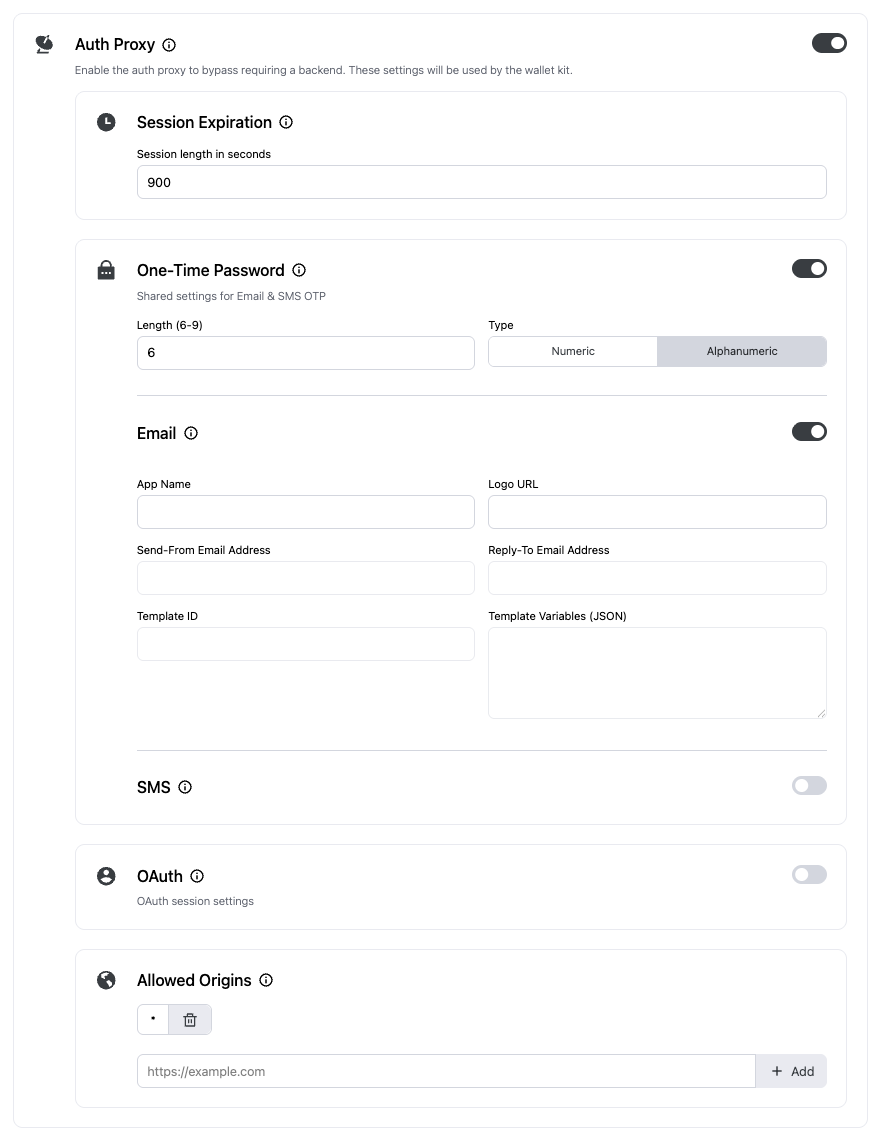 Auth Proxy
Enable the auth proxy to bypass requiring a backend. These settings will be used by the wallet kit.
Session Expiration
Session length in seconds
900
One-Time Password
Shared settings for Email & SMS OTP
Length (6-9)
Type
6
Numeric
Alphanumeric
Email
App Name
Logo URL
Send-From Email Address
Reply-To Email Address
Template ID
Template Variables (JSON)
SMS
OAuth
OAuth session settings
Allowed Origins
*
https://example.com
+ Add